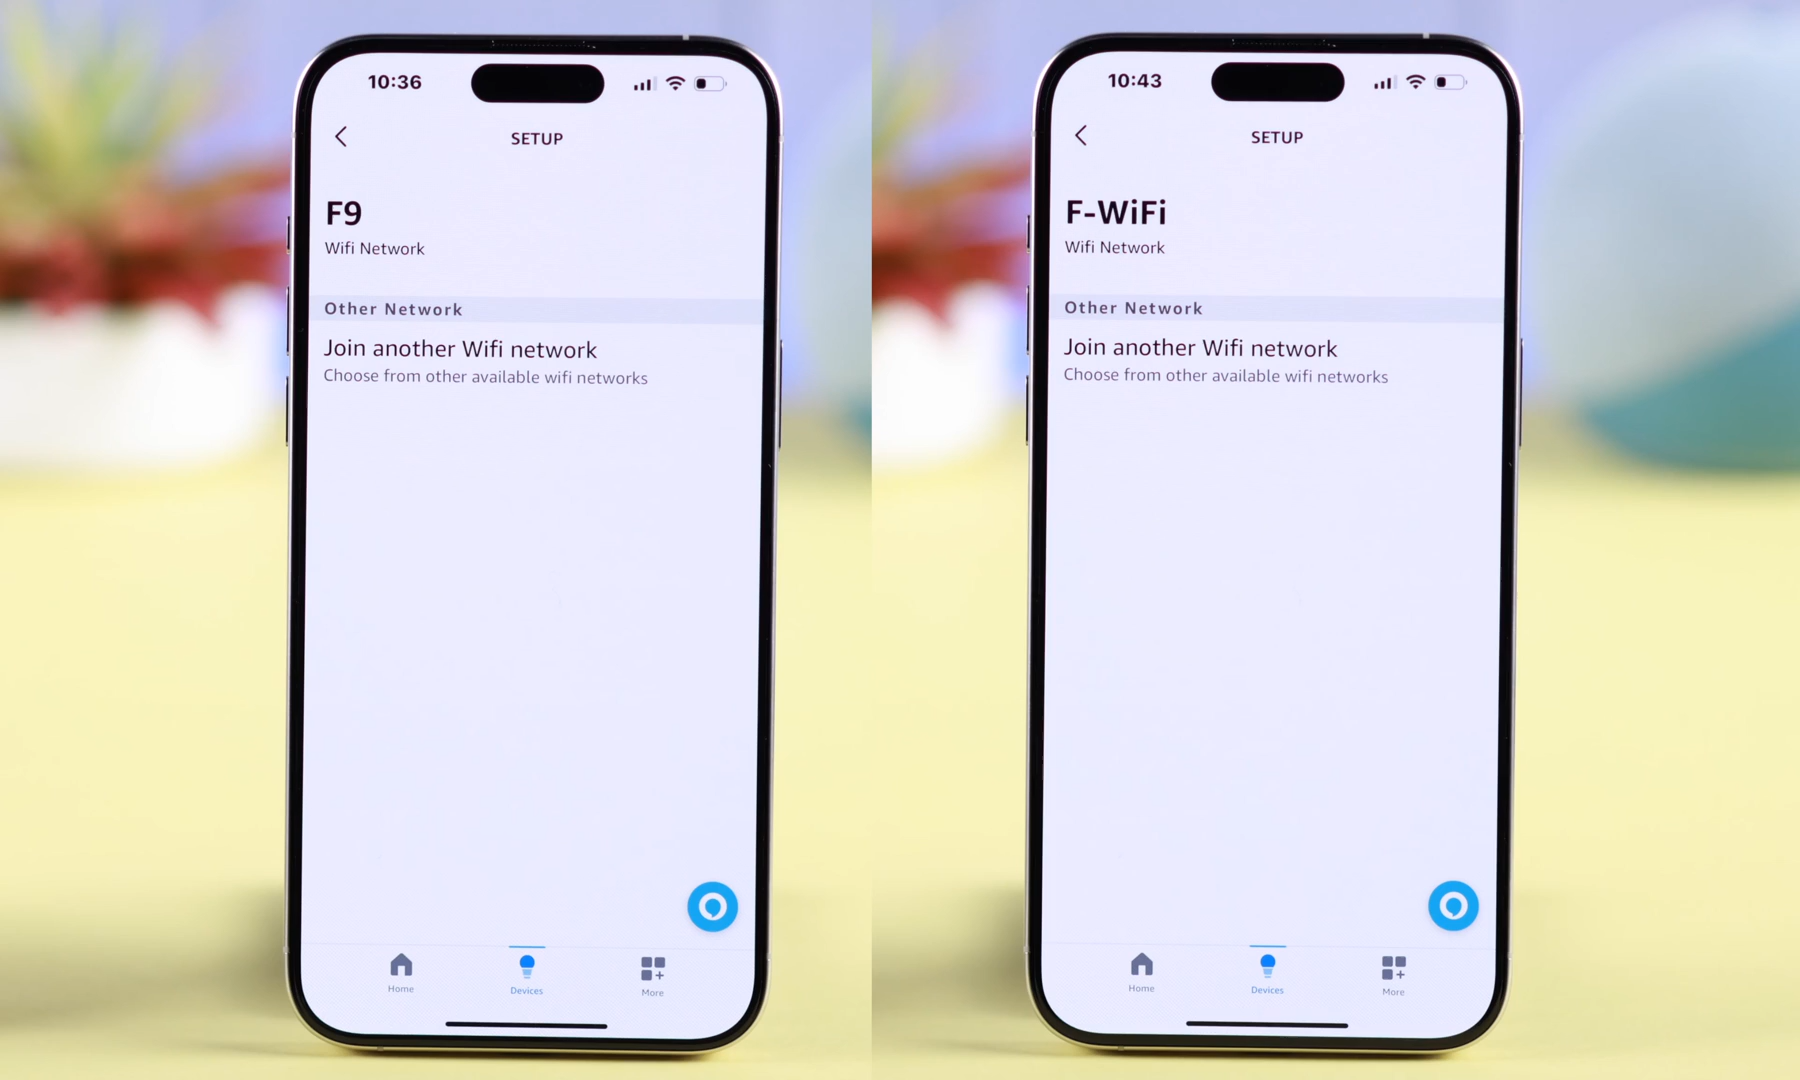 10:36
SETUP
F9
Wifi Network
Other Network
Join another Wifi network
Choose from other available wifi networks
Home
Devices
More
10:43
SETUP
F-WiFi
Wifi Network
Other Network
Join another Wifi network
Choose from other available wifi networks
Home
Devices
More